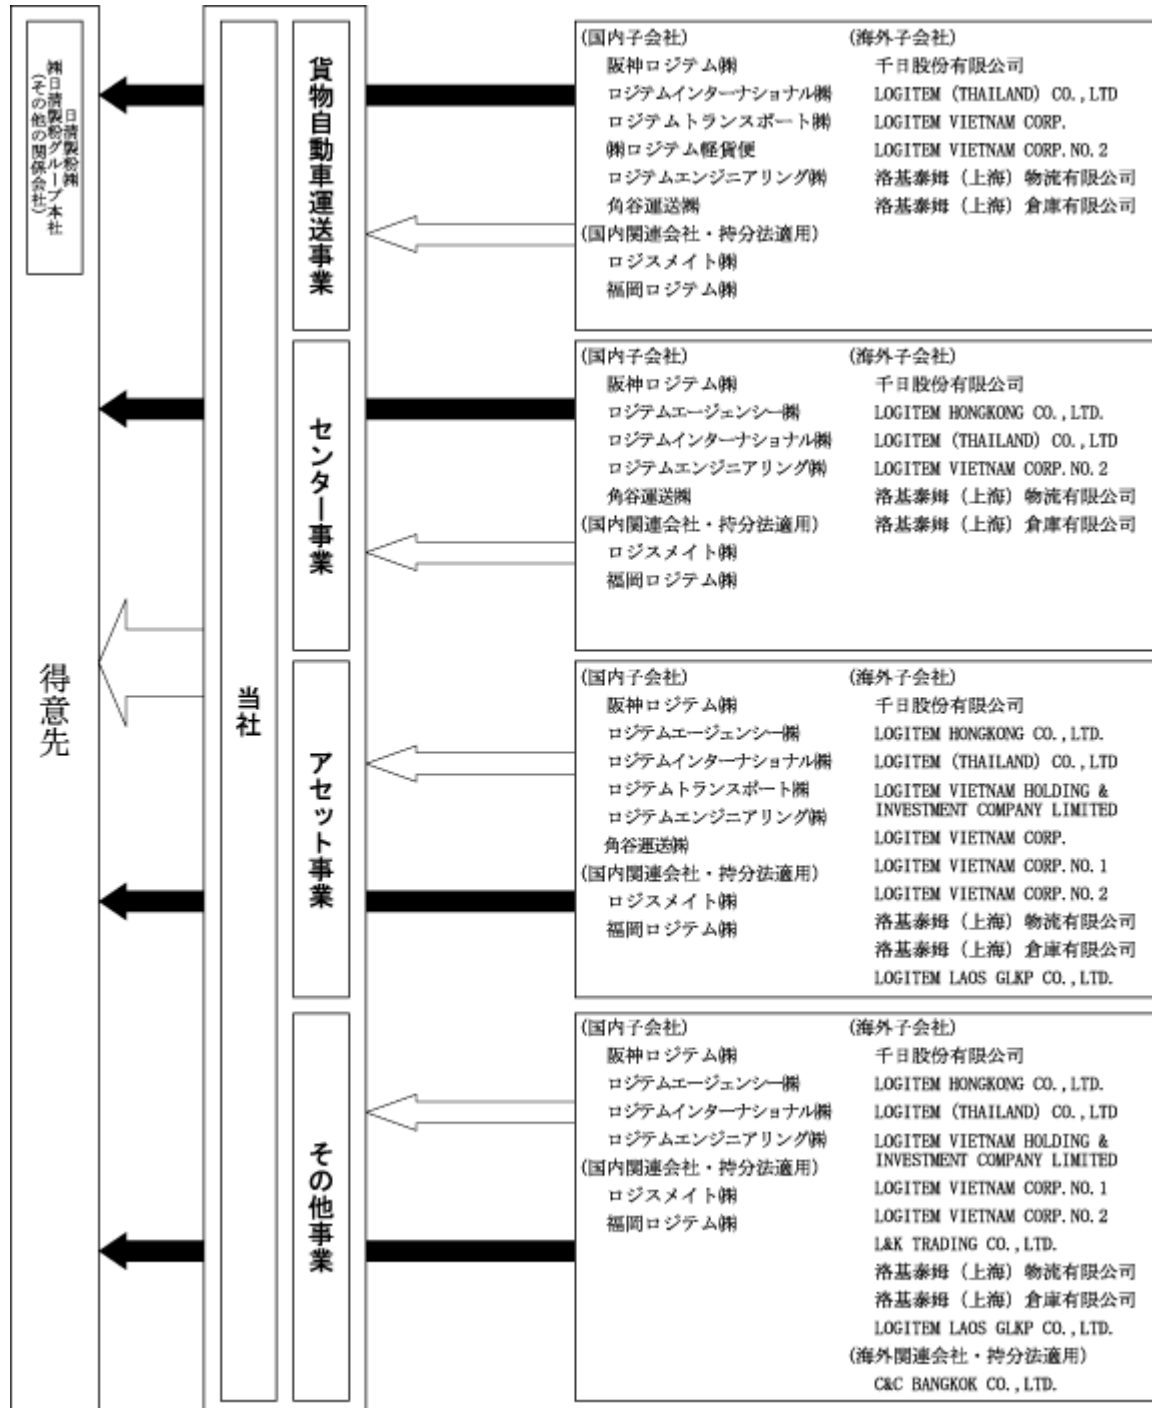 日清製粉㈱
㈱日清製粉グループ本社
(その他の関係会社)
得意先
当社
貨物自動車運送事業
(国内子会社)
阪神ロジテム㈱
ロジテムインターナショナル㈱
ロジテムトランスポート㈱
㈱ロジテム軽貨便
ロジテムエンジニアリング㈱
角谷運送㈱
(国内関連会社・持分法適用)
ロジスメイト㈱
福岡ロジテム㈱
(海外子会社)
千日股份有限公司
LOGITEM (THAILAND) CO.,LTD
LOGITEM VIETNAM CORP.
LOGITEM VIETNAM CORP.NO.2
洛基泰姆 (上海) 物流有限公司
洛基泰姆 (上海) 倉庫有限公司
センター事業
(国内子会社)
阪神ロジテム㈱
ロジテムエージェンシー㈱
ロジテムインターナショナル㈱
ロジテムエンジニアリング㈱
角谷運送㈱
(国内関連会社・持分法適用)
ロジスメイト㈱
福岡ロジテム㈱
(海外子会社)
千日股份有限公司
LOGITEM HONGKONG CO.,LTD.
LOGITEM (THAILAND) CO.,LTD
LOGITEM VIETNAM CORP.NO.2
洛基泰姆 (上海) 物流有限公司
洛基泰姆 (上海) 倉庫有限公司
アセット事業
(国内子会社)
阪神ロジテム㈱
ロジテムエージェンシー㈱
ロジテムインターナショナル㈱
ロジテムトランスポート㈱
ロジテムエンジニアリング㈱
角谷運送㈱
(国内関連会社・持分法適用)
ロジスメイト㈱
福岡ロジテム㈱
(海外子会社)
千日股份有限公司
LOGITEM HONGKONG CO.,LTD.
LOGITEM (THAILAND) CO.,LTD
LOGITEM VIETNAM HOLDING &
INVESTMENT COMPANY LIMITED
LOGITEM VIETNAM CORP.
LOGITEM VIETNAM CORP.NO.1
LOGITEM VIETNAM CORP.NO.2
洛基泰姆 (上海) 物流有限公司
洛基泰姆 (上海) 倉庫有限公司
LOGITEM LAOS GLKP CO.,LTD.
その他事業
(国内子会社)
阪神ロジテム㈱
ロジテムエージェンシー㈱
ロジテムインターナショナル㈱
ロジテムエンジニアリング㈱
(国内関連会社・持分法適用)
ロジスメイト㈱
福岡ロジテム㈱
(海外子会社)
千日股份有限公司
LOGITEM HONGKONG CO.,LTD.
LOGITEM (THAILAND) CO.,LTD
LOGITEM VIETNAM HOLDING &
INVESTMENT COMPANY LIMITED
LOGITEM VIETNAM CORP.NO.1
LOGITEM VIETNAM CORP.NO.2
L&K TRADING CO.,LTD.
洛基泰姆 (上海) 物流有限公司
洛基泰姆 (上海) 倉庫有限公司
LOGITEM LAOS GLKP CO.,LTD.
(海外関連会社・持分法適用)
C&C BANGKOK CO.,LTD.